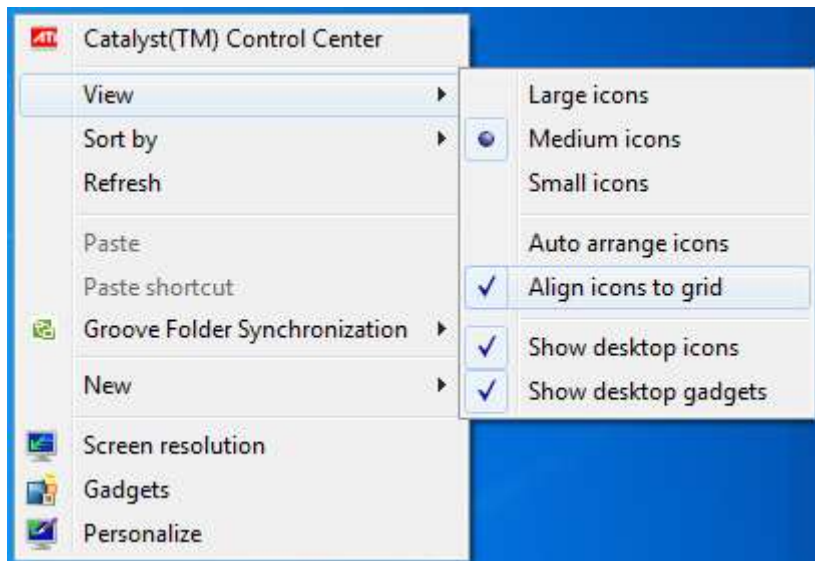 ATI Catalyst(TM) Control Center
View
Sort by
Refresh
Paste
Paste shortcut
Groove Folder Synchronization
New
Screen resolution
Gadgets
Personalize
Large icons
Medium icons
Small icons
Auto arrange icons
Align icons to grid
Show desktop icons
Show desktop gadgets